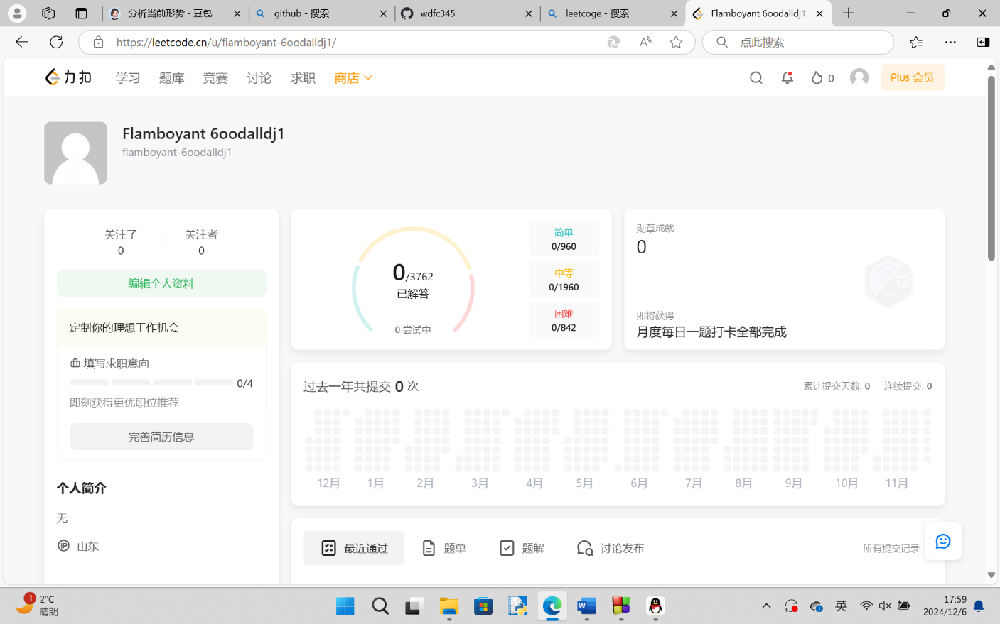 分析当前形势 - 豆包
github - 搜索
wdfc345
leetcoge - 搜索
Flamboyant 6oodalldj1
https://leetcode.cn/u/flamboyant-6oodalldj1/
点此搜索
力扣 学习 题库 竞赛 讨论 求职 商店
0
Plus 会员
Flamboyant 6oodalldj1
flamboyant-6oodalldj1
关注了 关注者
0 0
编辑个人资料
定制你的理想工作机会
填写求职意向
0/4
即刻获得更优职位推荐
完善简历信息
个人简介
无
IP 山东
0/3762
已解答
0 尝试中
简单
0/960
中等
0/1960
困难
0/842
勋章成就
0
即将获得
月度每日一题打卡全部完成
过去一年共提交 0 次
累计提交天数: 0 连续提交: 0
12月 1月 2月 3月 4月 5月 6月 7月 8月 9月 10月 11月
最近通过 题单 题解 讨论发布
所有提交记录
1
2°C
晴朗
英
17:59
2024/12/6